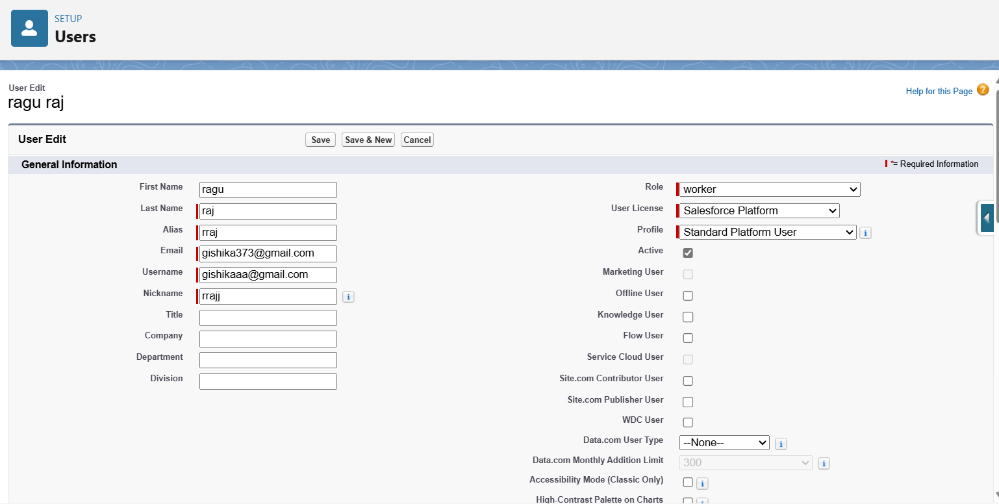 SETUP
Users
User Edit
ragu raj
Help for this Page ?
User Edit
Save
Save & New
Cancel
General Information
*= Required Information
First Name
ragu
Last Name
raj
Alias
rraj
Email
gishika373@gmail.com
Username
gishikaaa@gmail.com
Nickname
rrajj
i
Title
Company
Department
Division
Role
worker
User License
Salesforce Platform
Profile
Standard Platform User
i
Active
Marketing User
Offline User
Knowledge User
Flow User
Service Cloud User
Site.com Contributor User
Site.com Publisher User
WDC User
Data.com User Type
--None--
i
Data.com Monthly Addition Limit
300
i
Accessibility Mode (Classic Only)
i
High-Contrast Palette on Charts
i